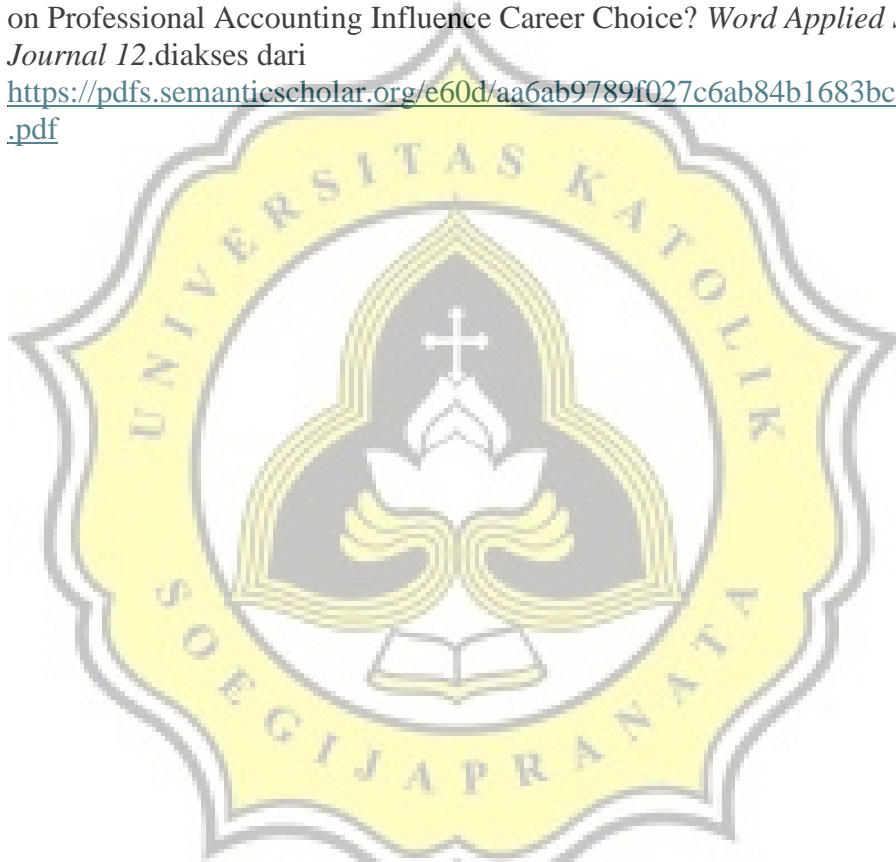 on Professional Accounting Influence Career Choice? Word Applied
Journal 12.diakses dari
https://pdfs.semanticscholar.org/e60d/aa6ab9789f027c6ab84b1683bc
.pdf
UNIVERSITAS KATOLIK
SOEGIJAPRANATA